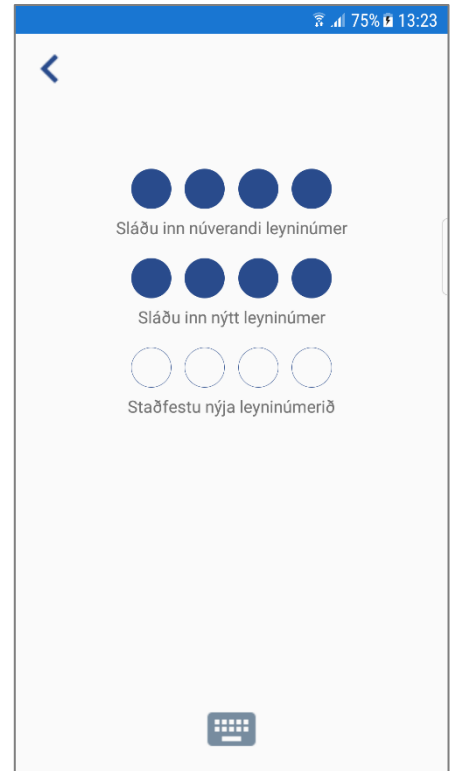 75% 13:23
Sláðu inn núverandi leyninúmer
Sláðu inn nýtt leyninúmer
Staðfestu nýja leyninúmerið